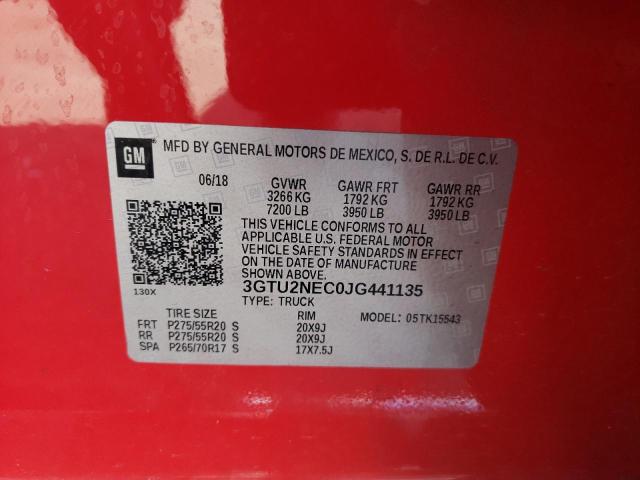 GM
MFD BY GENERAL MOTORS DE MEXICO, S. DE R.L. DE C.V.
06/18 GVWR GAWR FRT GAWR RR
3266 KG 1792 KG 1792 KG
7200 LB 3950 LB 3950 LB
THIS VEHICLE CONFORMS TO ALL
APPLICABLE U.S. FEDERAL MOTOR
VEHICLE SAFETY STANDARDS IN EFFECT
ON THE DATE OF MANUFACTURE
SHOWN ABOVE.
130X 3GTU2NEC0JG441135
TYPE: TRUCK
TIRE SIZE RIM MODEL: 05TK15543
FRT P275/55R20 S 20X9J
RR P275/55R20 S 20X9J
SPA P265/70R17 S 17X7.5J